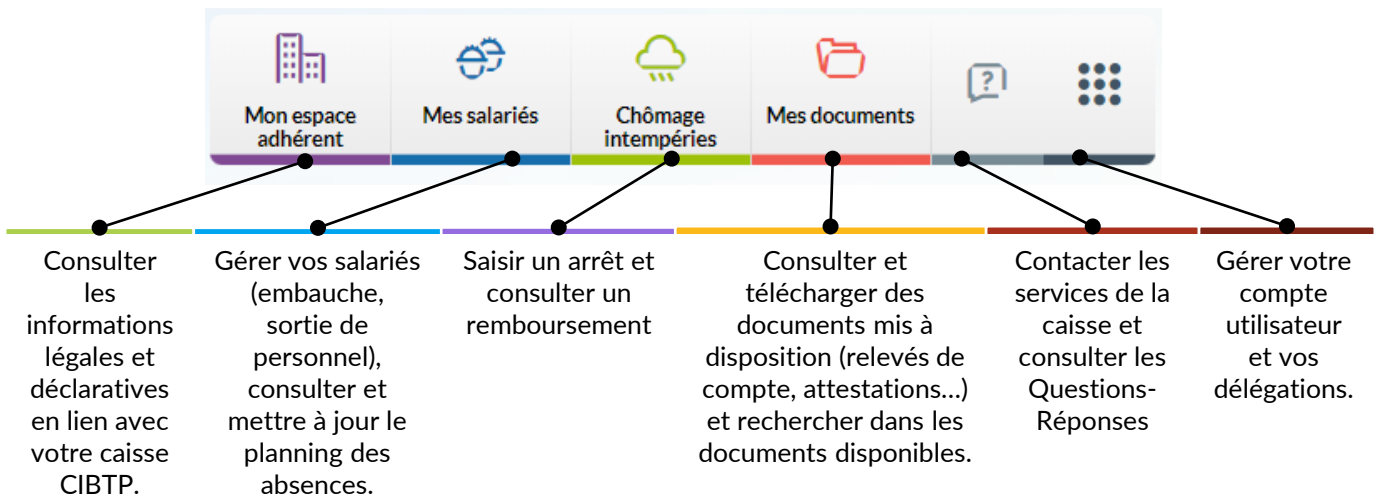 Mon espace
adhérent
Mes salariés
Chômage
intempéries
Mes documents
?
Consulter
les
informations
légales et
déclaratives
en lien avec
votre caisse
CIBTP.
Gérer vos salariés
(embauche,
sortie de
personnel),
consulter et
mettre à jour le
planning des
absences.
Saisir un arrêt et
consulter un
remboursement
Consulter et
télécharger des
documents mis à
disposition (relevés de
compte, attestations...)
et rechercher dans les
documents disponibles.
Contacter les
services de la
caisse et
consulter les
Questions-
Réponses
Gérer votre
compte
utilisateur
et vos
délégations.